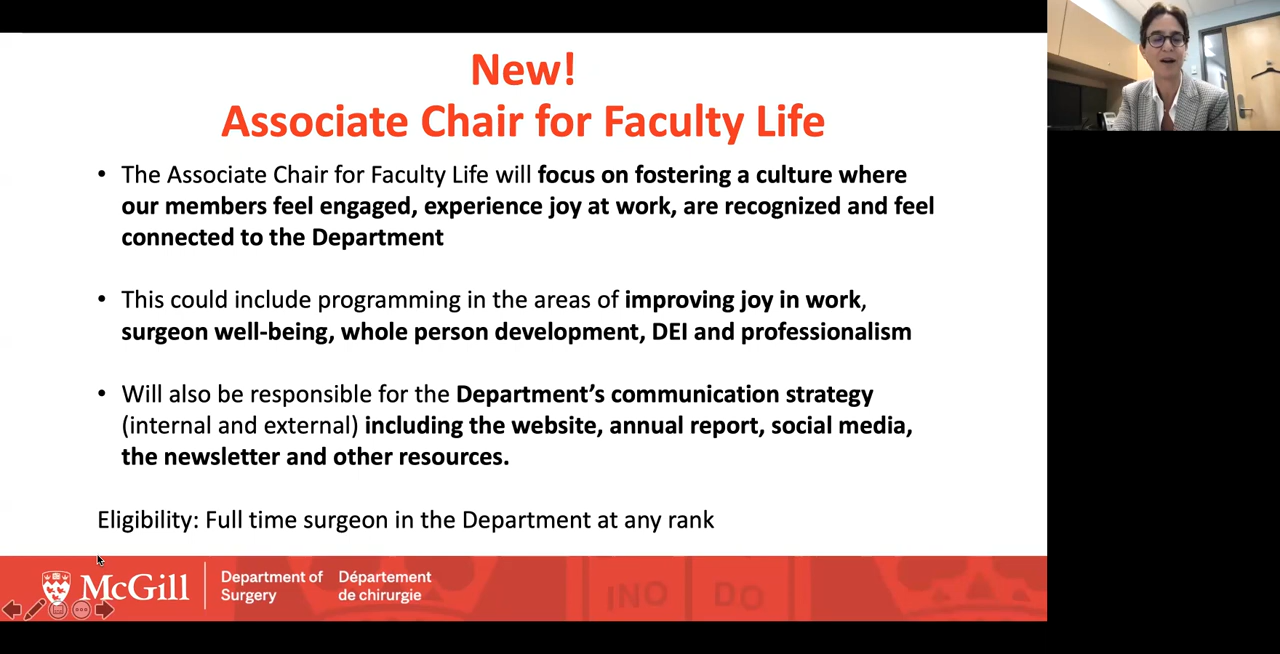 New!
Associate Chair for Faculty Life
• The Associate Chair for Faculty Life will focus on fostering a culture where
our members feel engaged, experience joy at work, are recognized and feel
connected to the Department
• This could include programming in the areas of improving joy in work,
surgeon well-being, whole person development, DEI and professionalism
• Will also be responsible for the Department’s communication strategy
(internal and external) including the website, annual report, social media,
the newsletter and other resources.
Eligibility: Full time surgeon in the Department at any rank
McGill
Department of
Surgery
Département
de chirurgie
INO DO